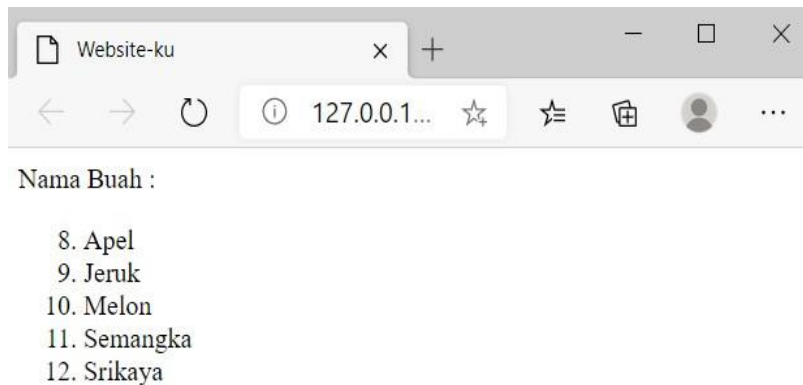 Website-ku
127.0.0.1...
Nama Buah :
8. Apel
9. Jeruk
10. Melon
11. Semangka
12. Srikaya